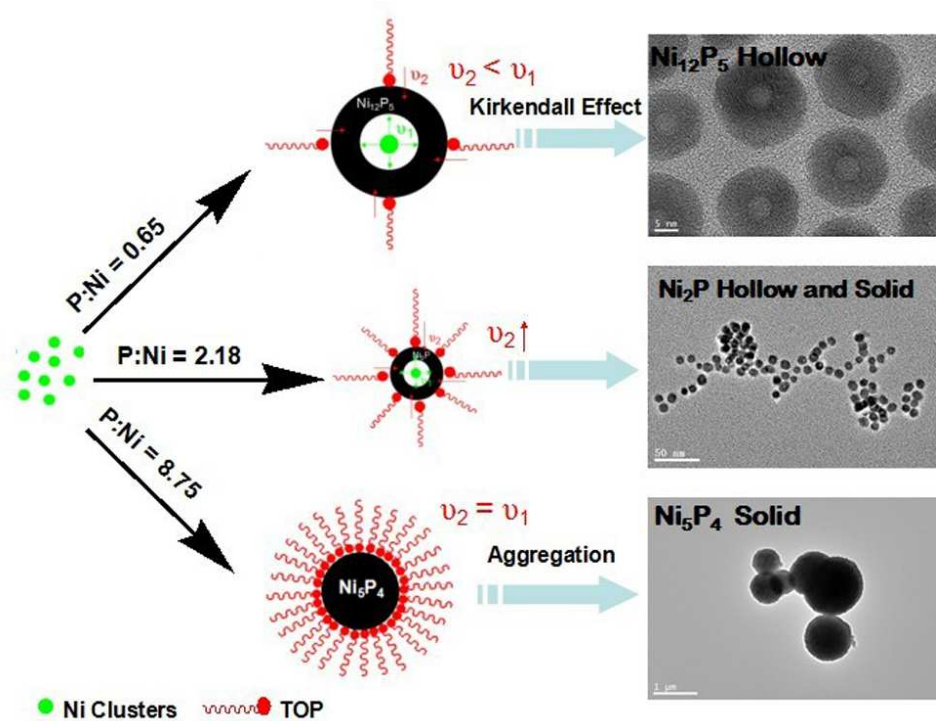 υ₂
υ₂ < υ₁
Ni₁₂P₅
υ₁
Kirkendall Effect
Ni₁₂P₅ Hollow
5 nm
P:Ni = 0.65
P:Ni = 2.18
υ₂
Ni₂P
υ₂↑
Ni₂P Hollow and Solid
50 nm
P:Ni = 8.75
Ni₅P₄
υ₂ = υ₁
Aggregation
Ni₅P₄ Solid
1 µm
Ni Clusters
TOP